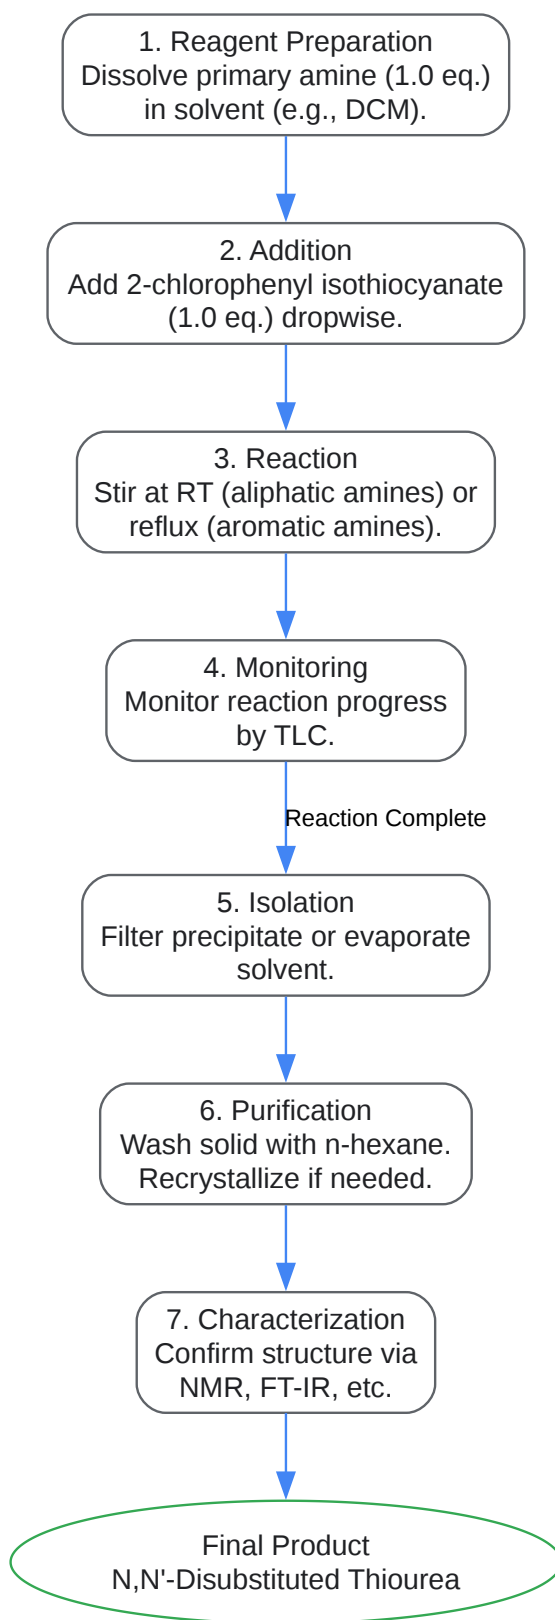 1. Reagent Preparation
Dissolve primary amine (1.0 eq.)
in solvent (e.g., DCM).
2. Addition
Add 2-chlorophenyl isothiocyanate
(1.0 eq.) dropwise.
3. Reaction
Stir at RT (aliphatic amines) or
reflux (aromatic amines).
4. Monitoring
Monitor reaction progress
by TLC.
Reaction Complete
5. Isolation
Filter precipitate or evaporate
solvent.
6. Purification
Wash solid with n-hexane.
Recrystallize if needed.
7. Characterization
Confirm structure via
NMR, FT-IR, etc.
Final Product
N,N'-Disubstituted Thiourea